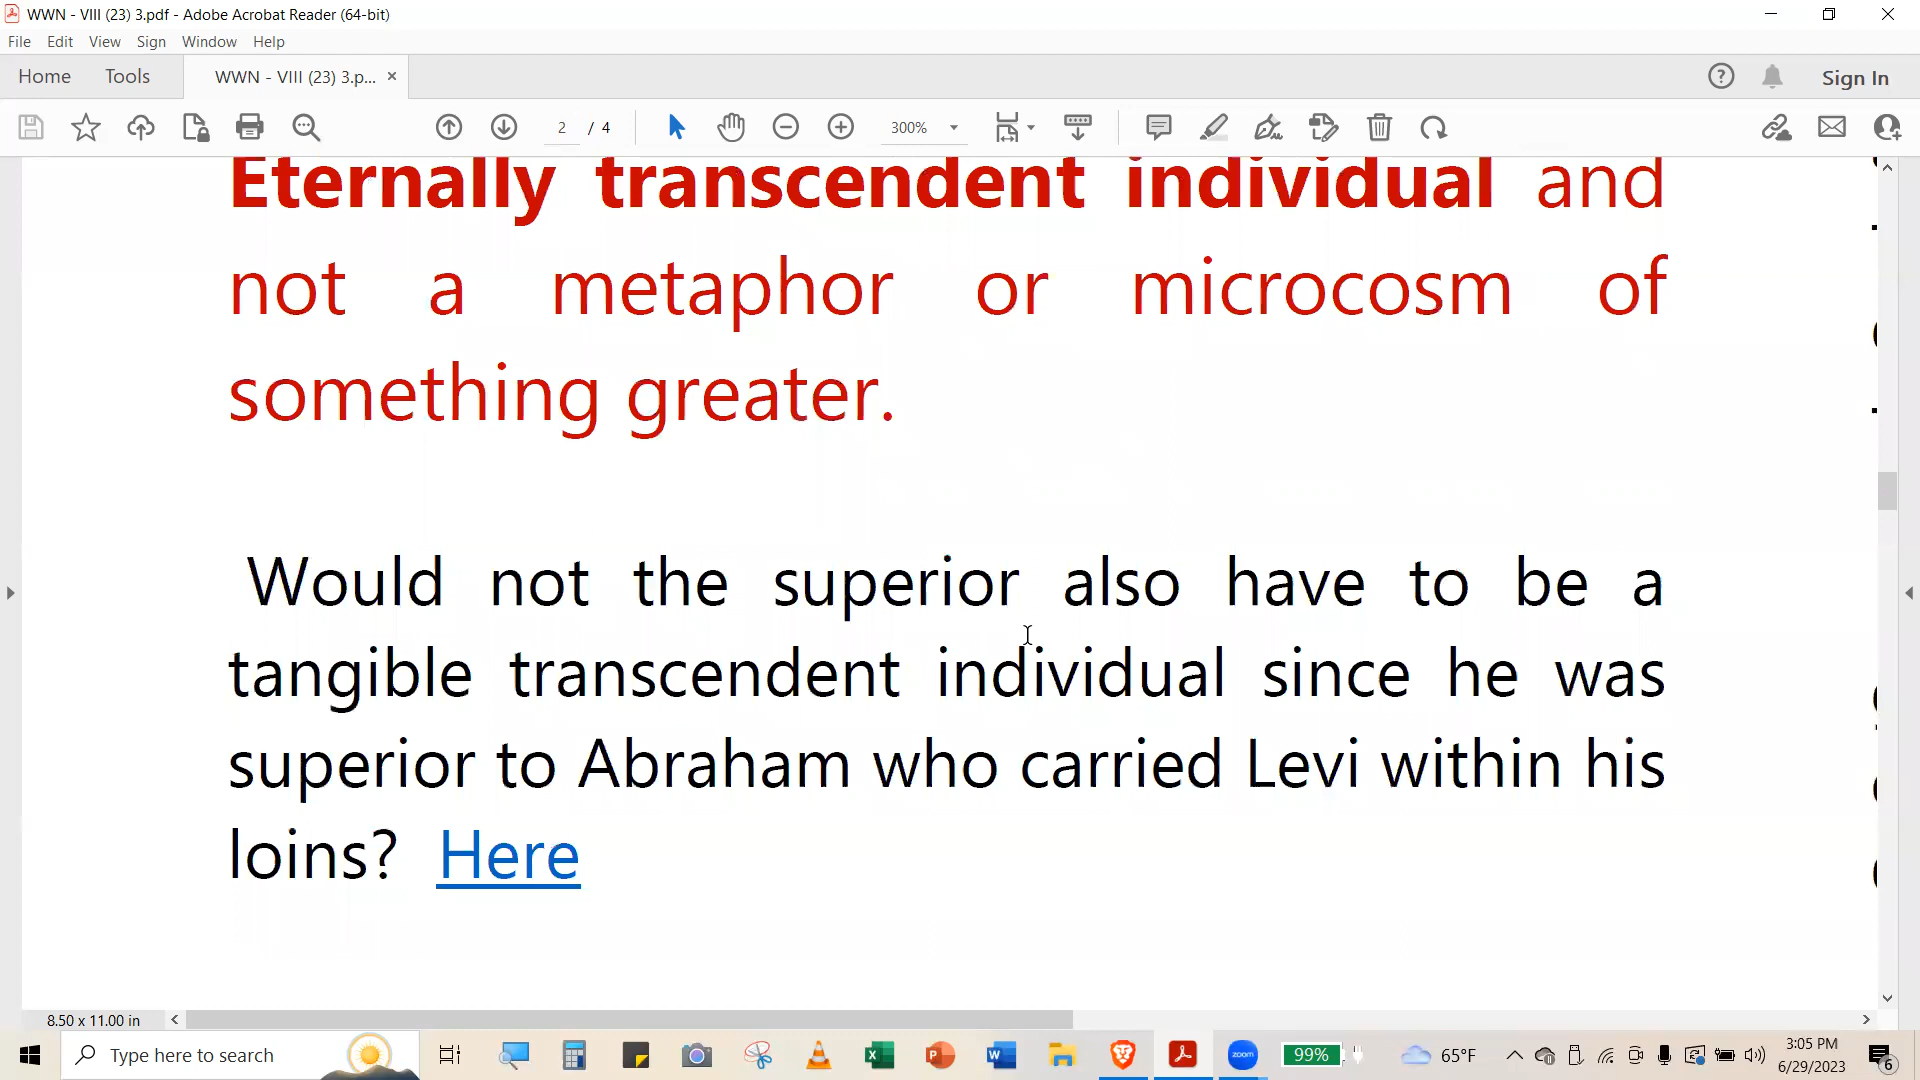 WWN - VIII (23) 3.pdf - Adobe Acrobat Reader (64-bit)
File Edit View Sign Window Help
Home Tools WWN - VIII (23) 3.p... × Sign In
2 / 4 300%
Eternally transcendent individual and
not a metaphor or microcosm of
something greater.
Would not the superior also have to be a
tangible transcendent individual since he was
superior to Abraham who carried Levi within his
loins? Here
8.50 x 11.00 in
Type here to search zoom 99% 65°F 3:05 PM
6/29/2023 6